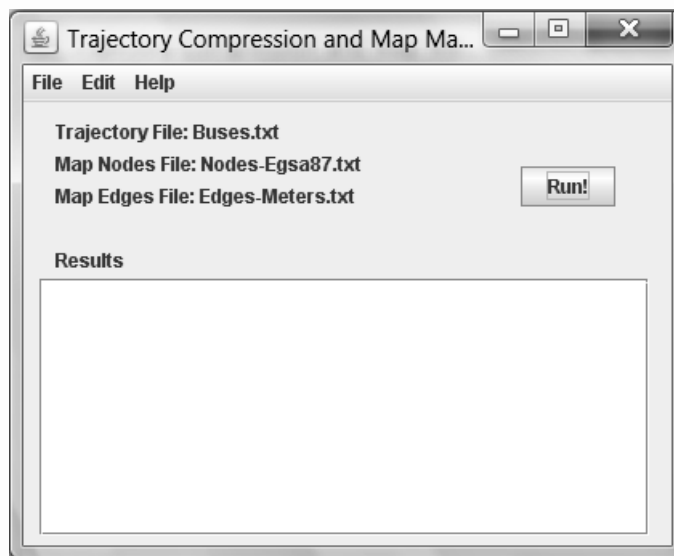 Trajectory Compression and Map Ma...
File Edit Help
Trajectory File: Buses.txt
Map Nodes File: Nodes-Egsa87.txt
Map Edges File: Edges-Meters.txt
Run!
Results